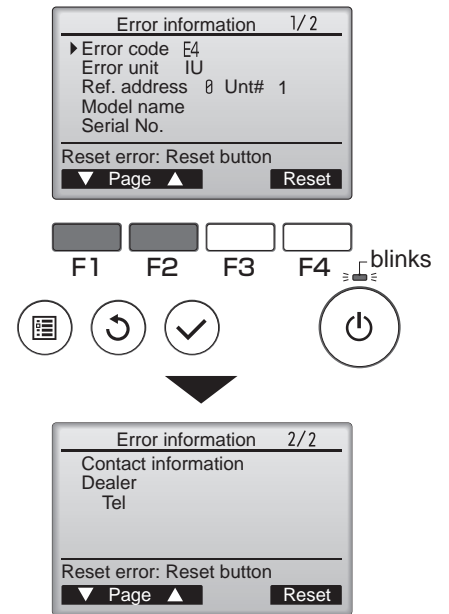 Error information 1/2
Error code E4
Error unit IU
Ref. address 0 Unt# 1
Model name
Serial No.
Reset error: Reset button
▼ Page ▲ Reset
F1 F2 F3 F4 blinks
Error information 2/2
Contact information
Dealer
Tel
Reset error: Reset button
▼ Page ▲ Reset